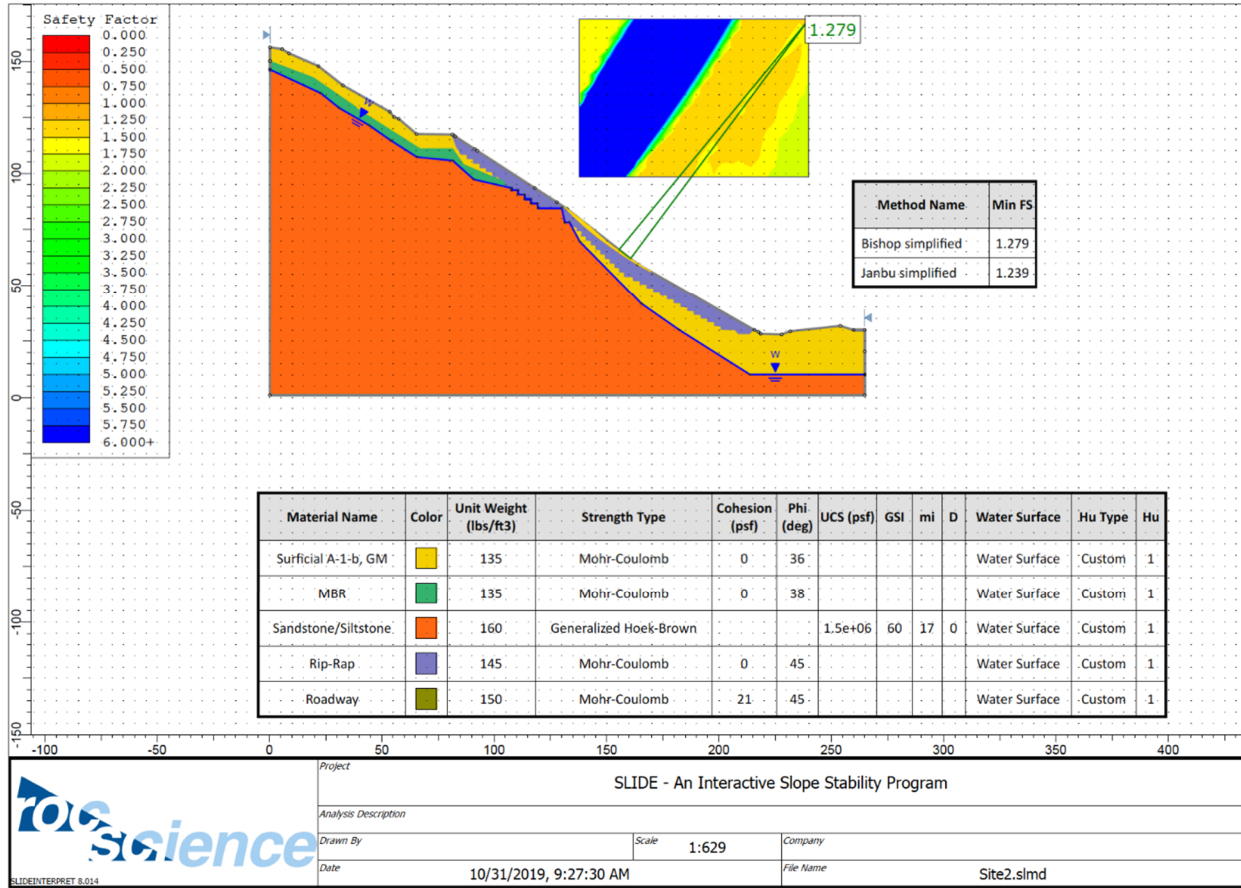 Safety Factor
0.000
0.250
0.500
0.750
1.000
1.250
1.500
1.750
2.000
2.250
2.500
2.750
3.000
3.250
3.500
3.750
4.000
4.250
4.500
4.750
5.000
5.250
5.500
5.750
6.000+
1.279
W
W
Method Name Min FS
Bishop simplified 1.279
Janbu simplified 1.239
150
100
50
0
-50
-100
-150
Material Name Color Unit Weight (lbs/ft3) Strength Type Cohesion (psf) Phi (deg) UCS (psf) GSI mi D Water Surface Hu Type Hu
Surficial A-1-b, GM 135 Mohr-Coulomb 0 36 Water Surface Custom 1
MBR 135 Mohr-Coulomb 0 38 Water Surface Custom 1
Sandstone/Siltstone 160 Generalized Hoek-Brown 1.5e+06 60 17 0 Water Surface Custom 1
Rip-Rap 145 Mohr-Coulomb 0 45 Water Surface Custom 1
Roadway 150 Mohr-Coulomb 21 45 Water Surface Custom 1
-100 -50 0 50 100 150 200 250 300 350 400
rocscience
SLIDEINTERPRET 8.014
Project
SLIDE - An Interactive Slope Stability Program
Analysis Description
Drawn By
Scale 1:629
Company
Date 10/31/2019, 9:27:30 AM
File Name Site2.slmd